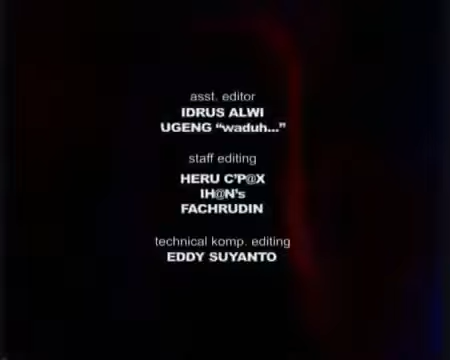 asst. editor
IDRUS ALWI
UGENG “waduh...”
staff editing
HERU C'P@X
IH@N's
FACHRUDIN
technical komp. editing
EDDY SUYANTO